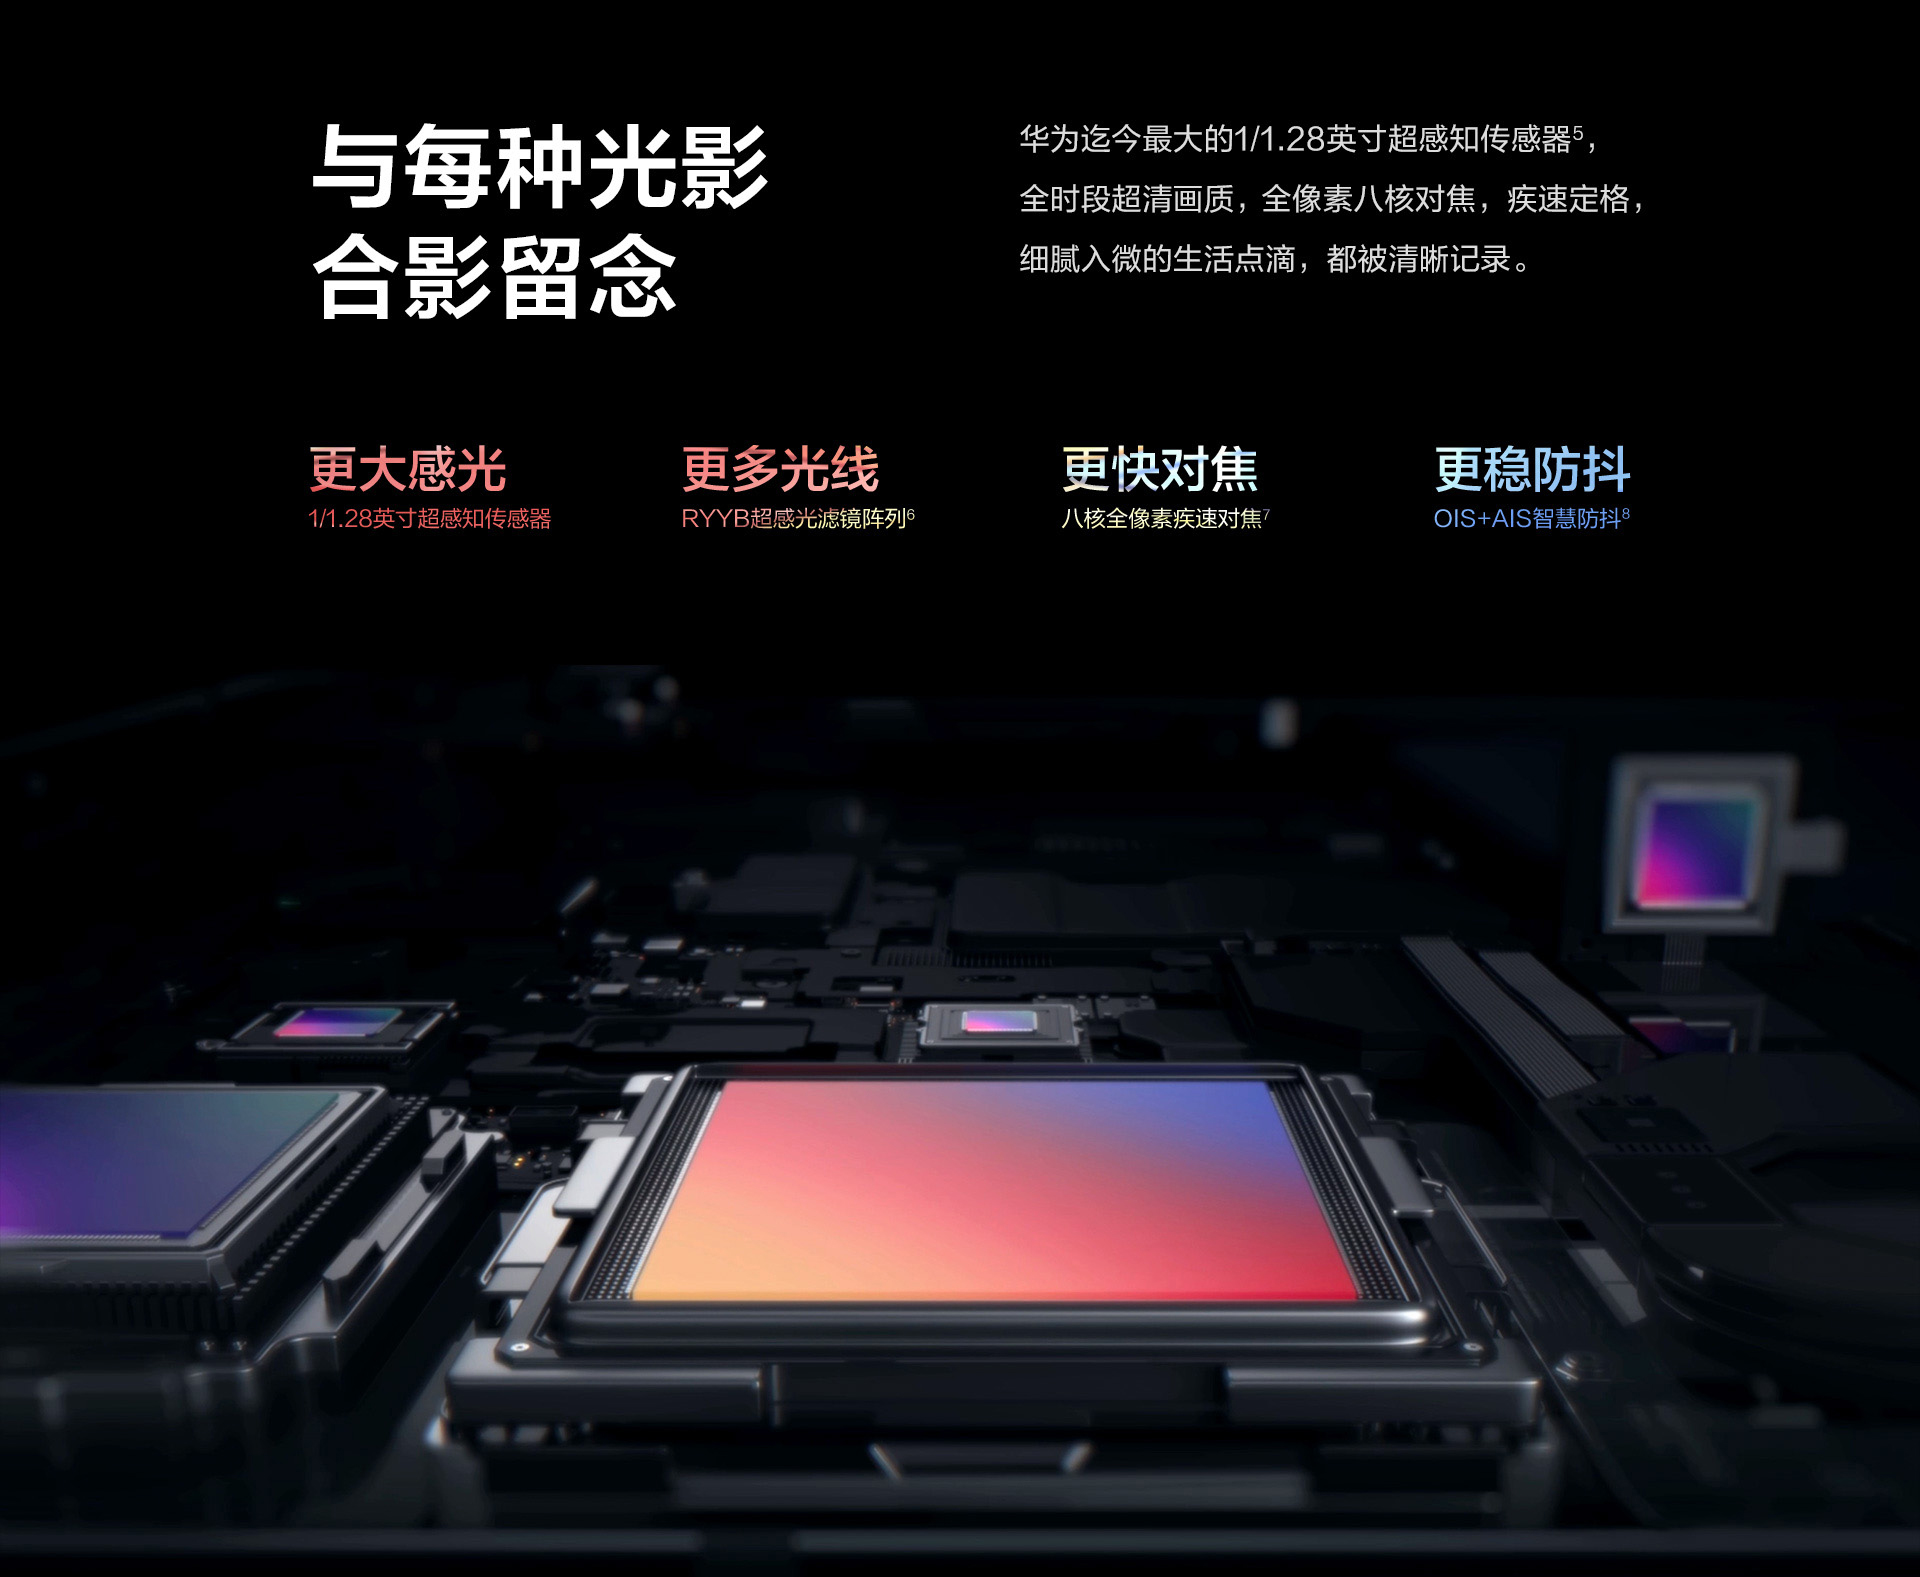 与每种光影
合影留念
华为迄今最大的1/1.28英寸超感知传感器5，
全时段超清画质，全像素八核对焦，疾速定格，
细腻入微的生活点滴，都被清晰记录。
更大感光
1/1.28英寸超感知传感器
更多光线
RYYB超感光滤镜阵列6
更快对焦
八核全像素疾速对焦7
更稳防抖
OIS+AIS智慧防抖8